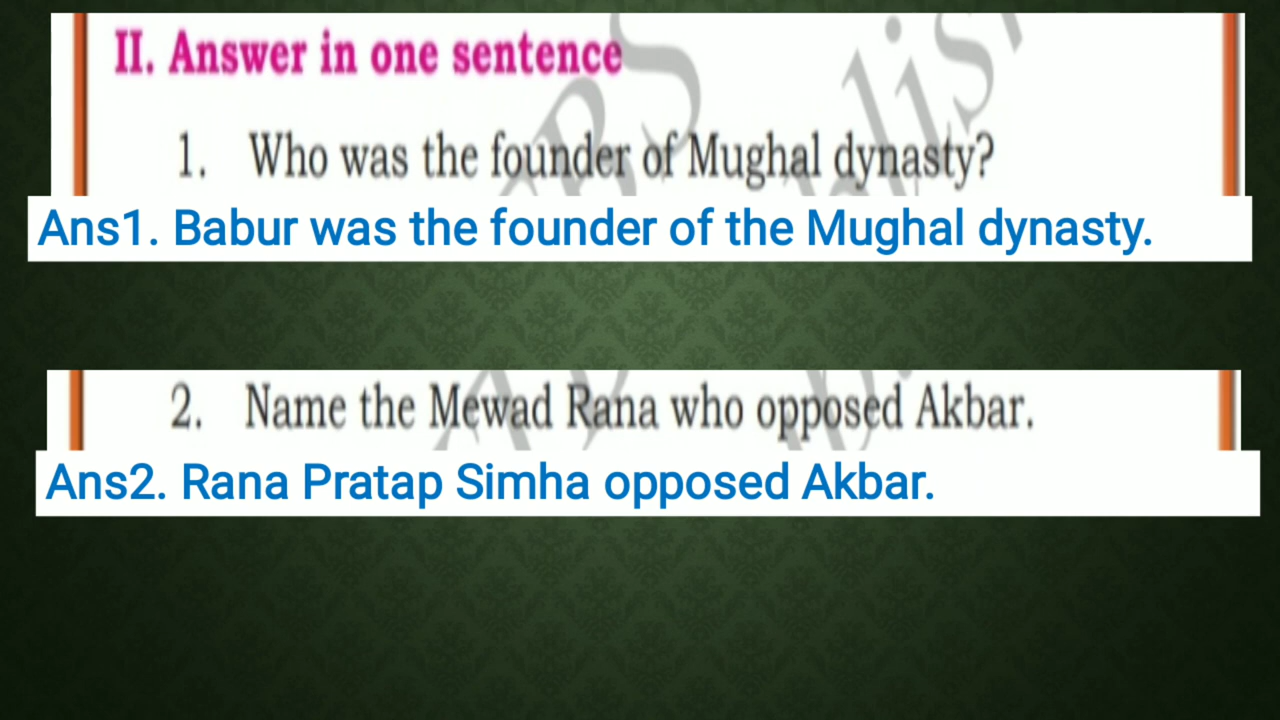 II. Answer in one sentence
1. Who was the founder of Mughal dynasty?
Ans1. Babur was the founder of the Mughal dynasty.
2. Name the Mewad Rana who opposed Akbar.
Ans2. Rana Pratap Simha opposed Akbar.